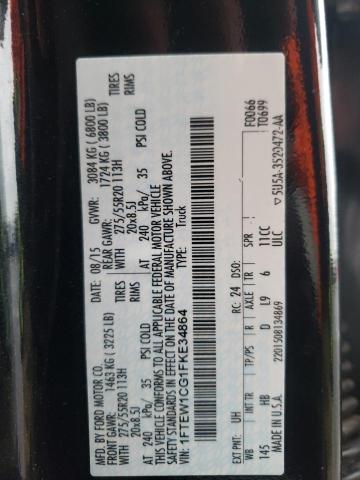 MFD. BY FORD MOTOR CO.
DATE: 08/15 GVWR: 3084 KG ( 6800 LB)
FRONT GAWR: 1463 KG ( 3225 LB) REAR GAWR: 1724 KG ( 3800 LB)
WITH 275/55R20 113H TIRES WITH 275/55R20 113H TIRES
20x8.5J RIMS 20x8.5J RIMS
AT 240 kPa/ 35 PSI COLD AT 240 kPa/ 35 PSI COLD
THIS VEHICLE CONFORMS TO ALL APPLICABLE FEDERAL MOTOR VEHICLE
SAFETY STANDARDS IN EFFECT ON THE DATE OF MANUFACTURE SHOWN ABOVE.
VIN: 1FTEW1CG1FKE34864 TYPE: Truck
F0066
T0699
EXT PNT: UH RC: 24 DSO:
WB INT TR TP/PS R AXLE TR SPR
145 HB D L9 6 11CC
ULC
2201508134869
MADE IN U.S.A. ▽ 5U5A-3520472-AA